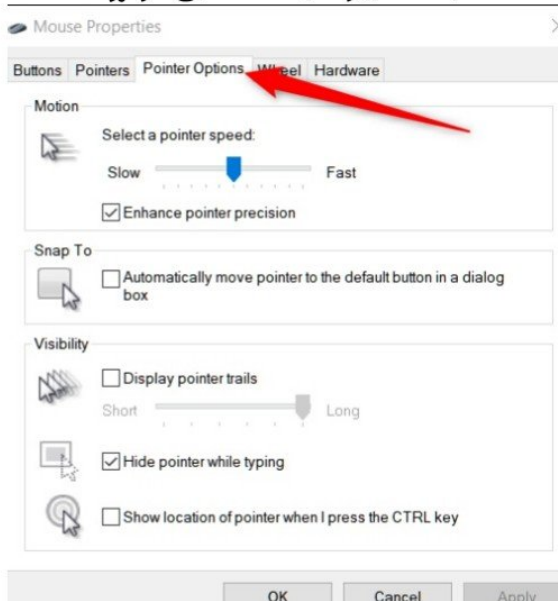 Mouse Properties
Buttons Pointers Pointer Options Wheel Hardware
Motion
Select a pointer speed:
Slow Fast
Enhance pointer precision
Snap To
Automatically move pointer to the default button in a dialog
box
Visibility
Display pointer trails
Short Long
Hide pointer while typing
Show location of pointer when I press the CTRL key
OK Cancel Apply